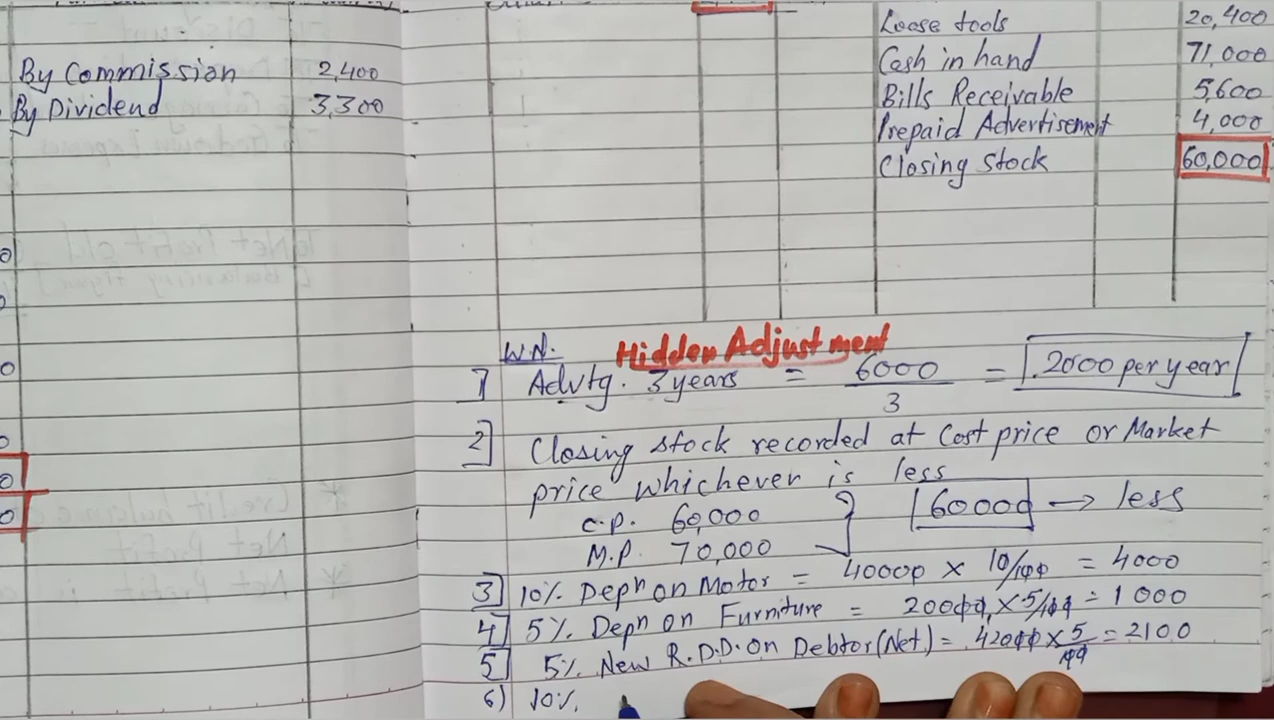 By Commission 2,400
By Dividend 3,300
Loose tools 20,400
Cash in hand 71,000
Bills Receivable 5,600
Prepaid Advertisement 4,000
Closing Stock 60,000
W.N. Hidden Adjustment
1] Advtg. 3 years = 6000/3 = 2000 per year
2] Closing stock recorded at Cost price or Market
price whichever is less
C.P. 60,000
M.P. 70,000
60000 → less
3] 10% Depn on Motor = 40000 × 10/100 = 4000
4] 5% Depn on Furniture = 20000 × 5/100 = 1000
5] 5% New R.D.D. on Debtor (Net) = 42000 × 5/100 = 2100
6) 10%